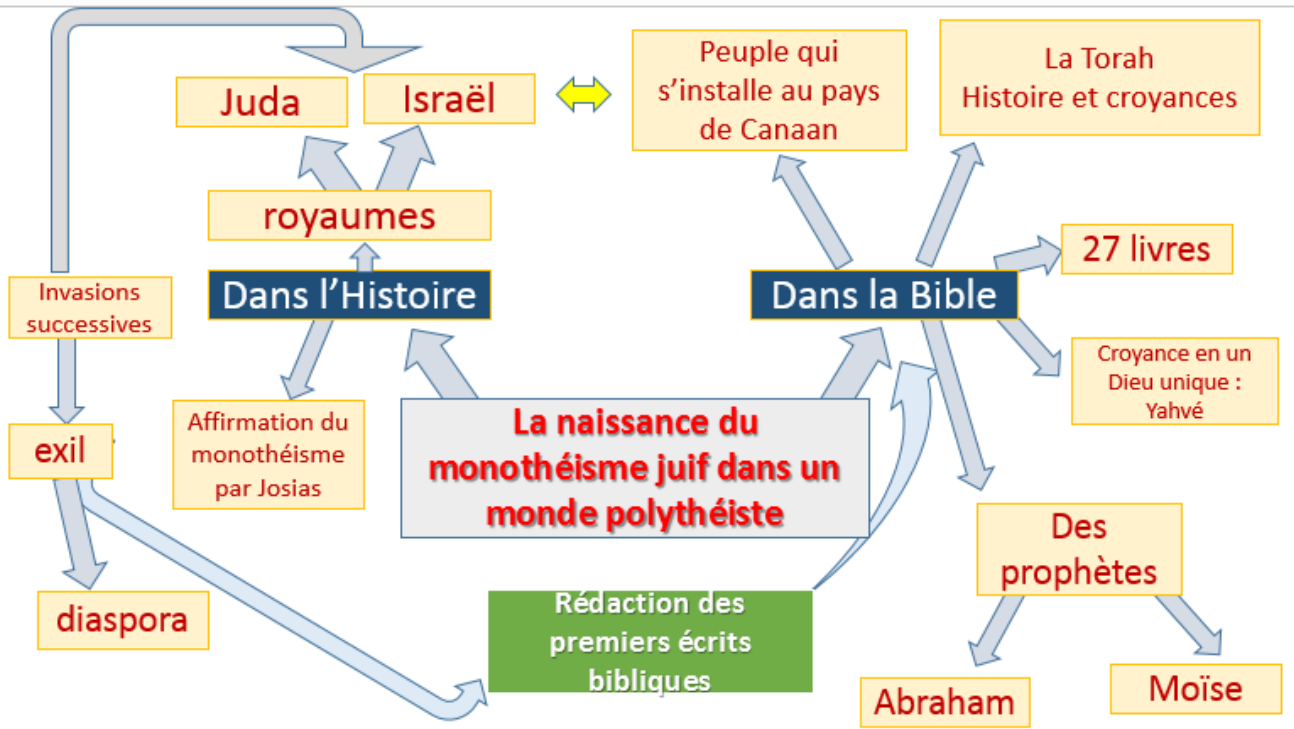 Juda
Israël
Peuple qui
s'installe au pays
de Canaan
La Torah
Histoire et croyances
royaumes
27 livres
Invasions
successives
Dans l'Histoire
Dans la Bible
Croyance en un
Dieu unique :
Yahvé
Affirmation du
monothéisme
par Josias
exil
La naissance du
monothéisme juif dans un
monde polythéiste
Des
prophètes
diaspora
Rédaction des
premiers écrits
bibliques
Abraham
Moïse